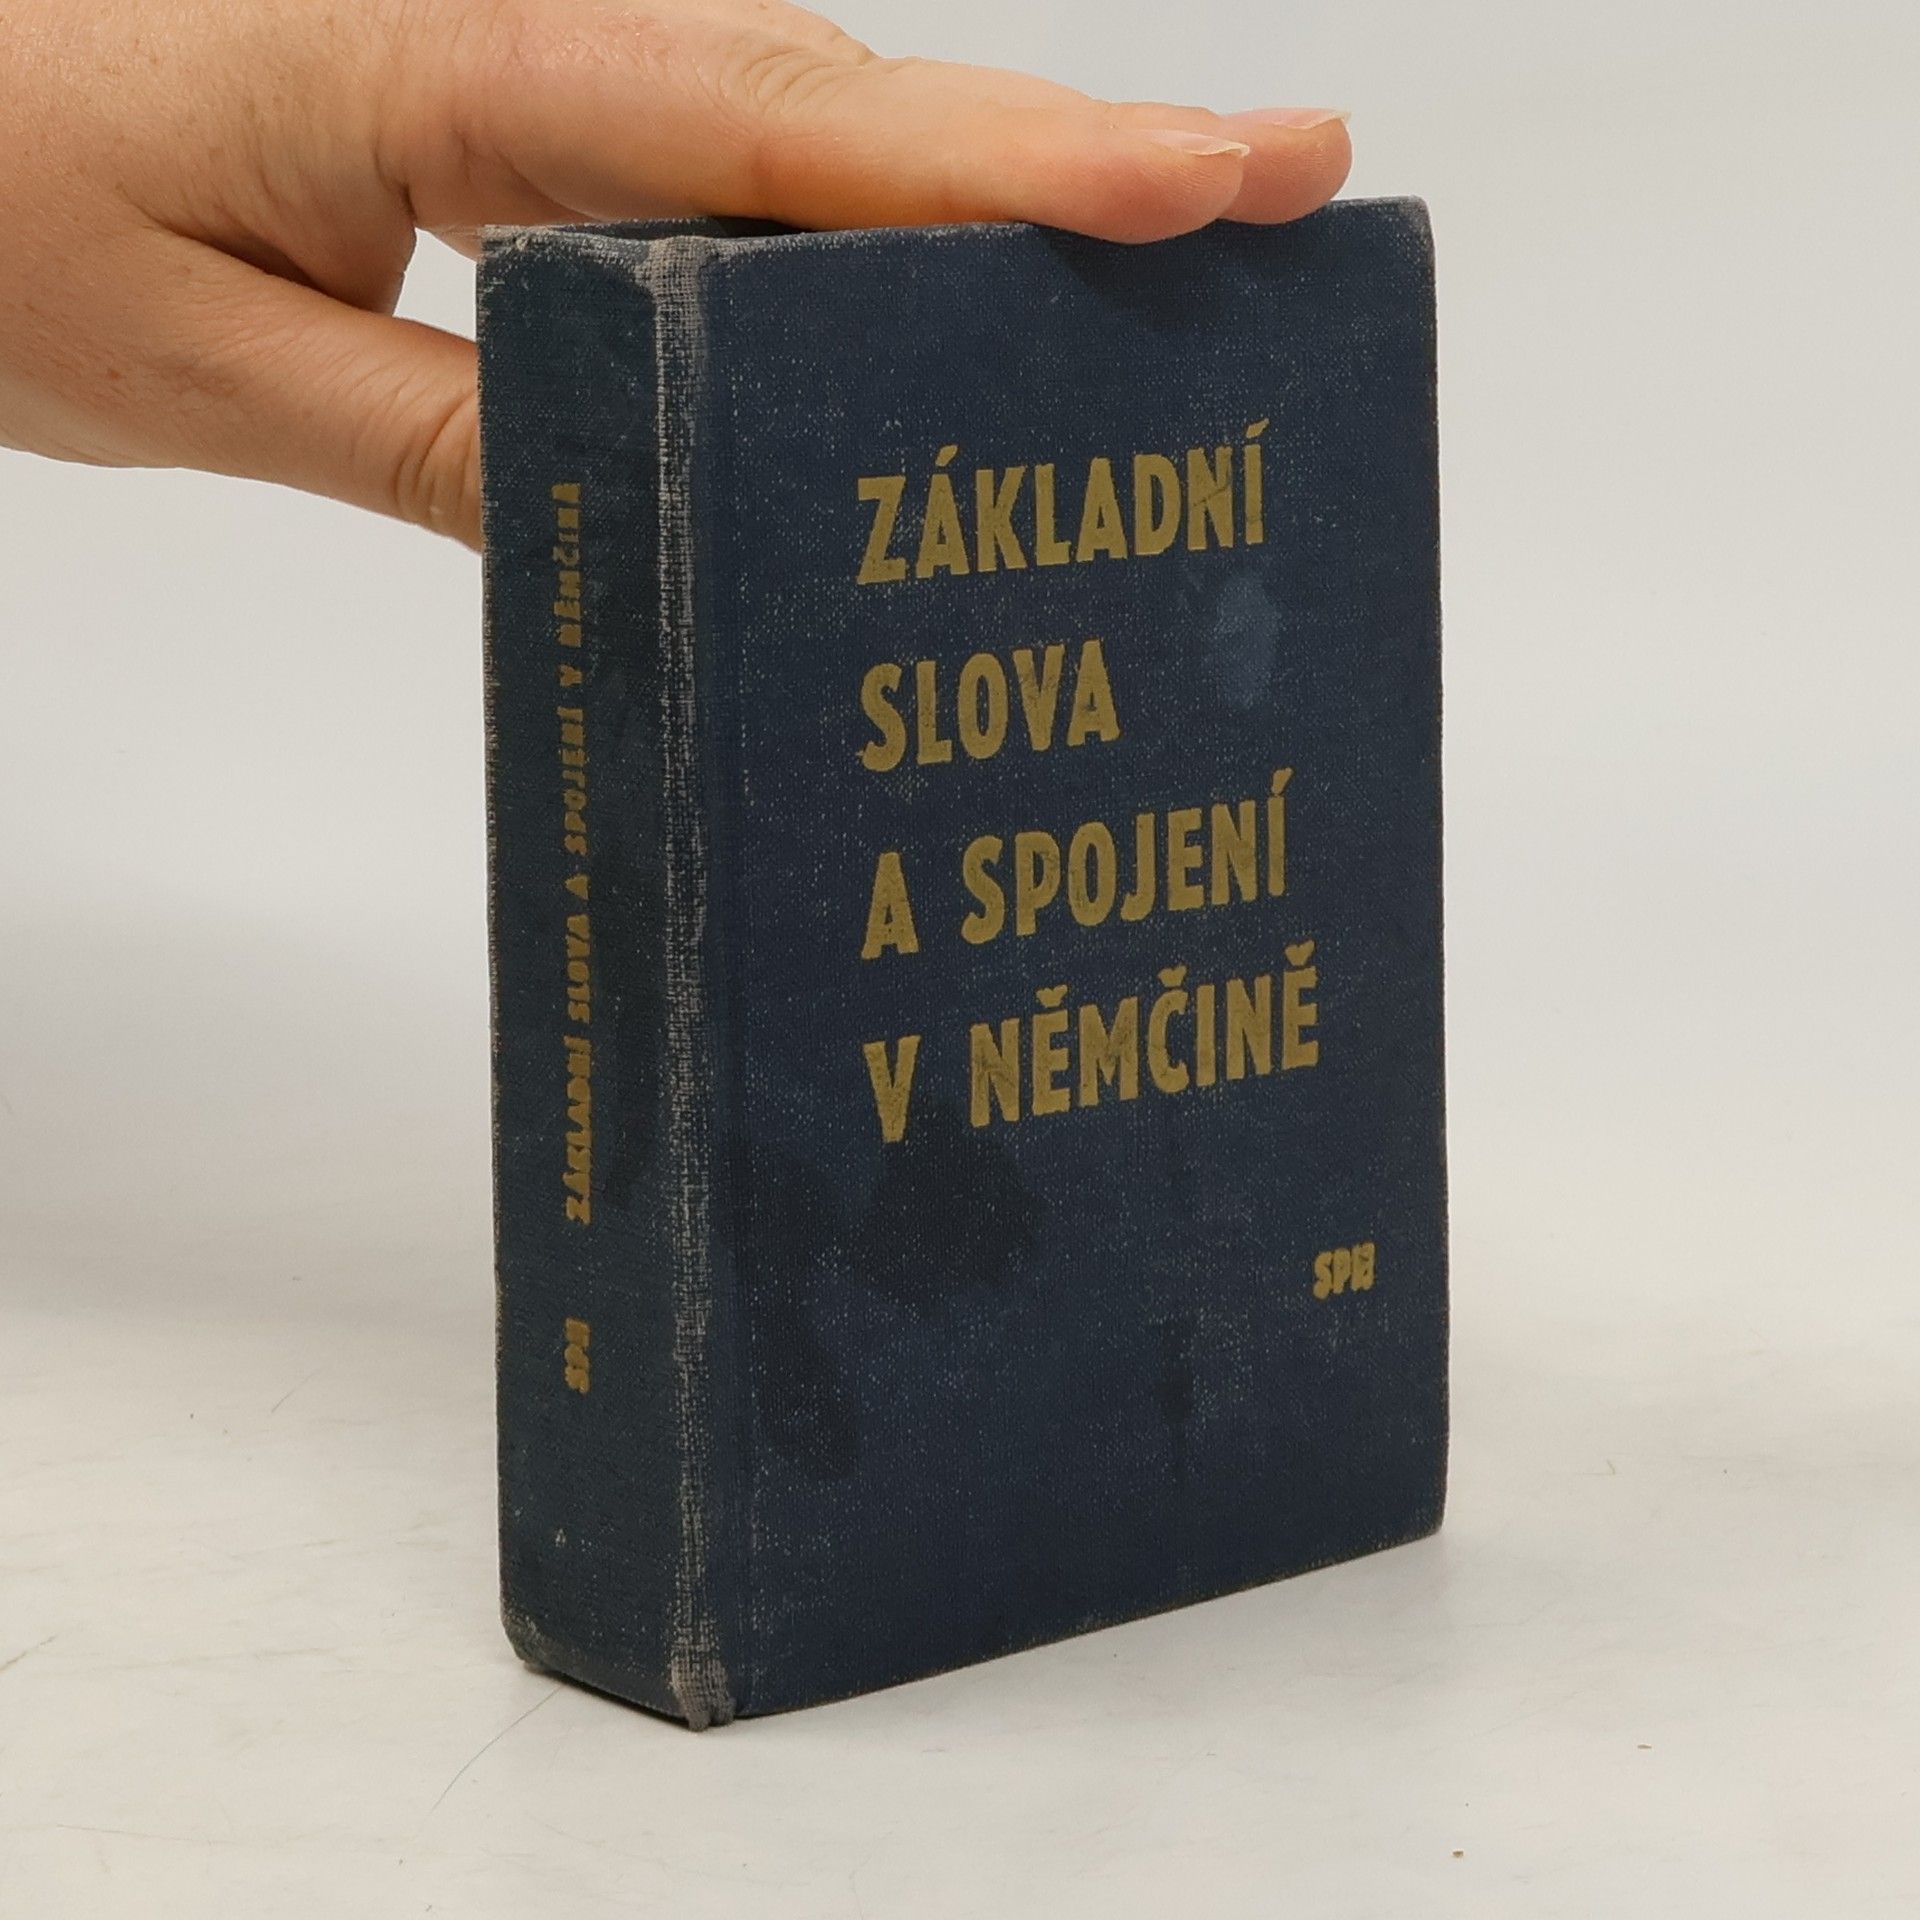 ZÁKLADNÍ
SLOVA
A SPOJENÍ
V NĚMČINĚ
SPN
SPN ZÁKLADNÍ SLOVA A SPOJENÍ V NĚMČINĚ